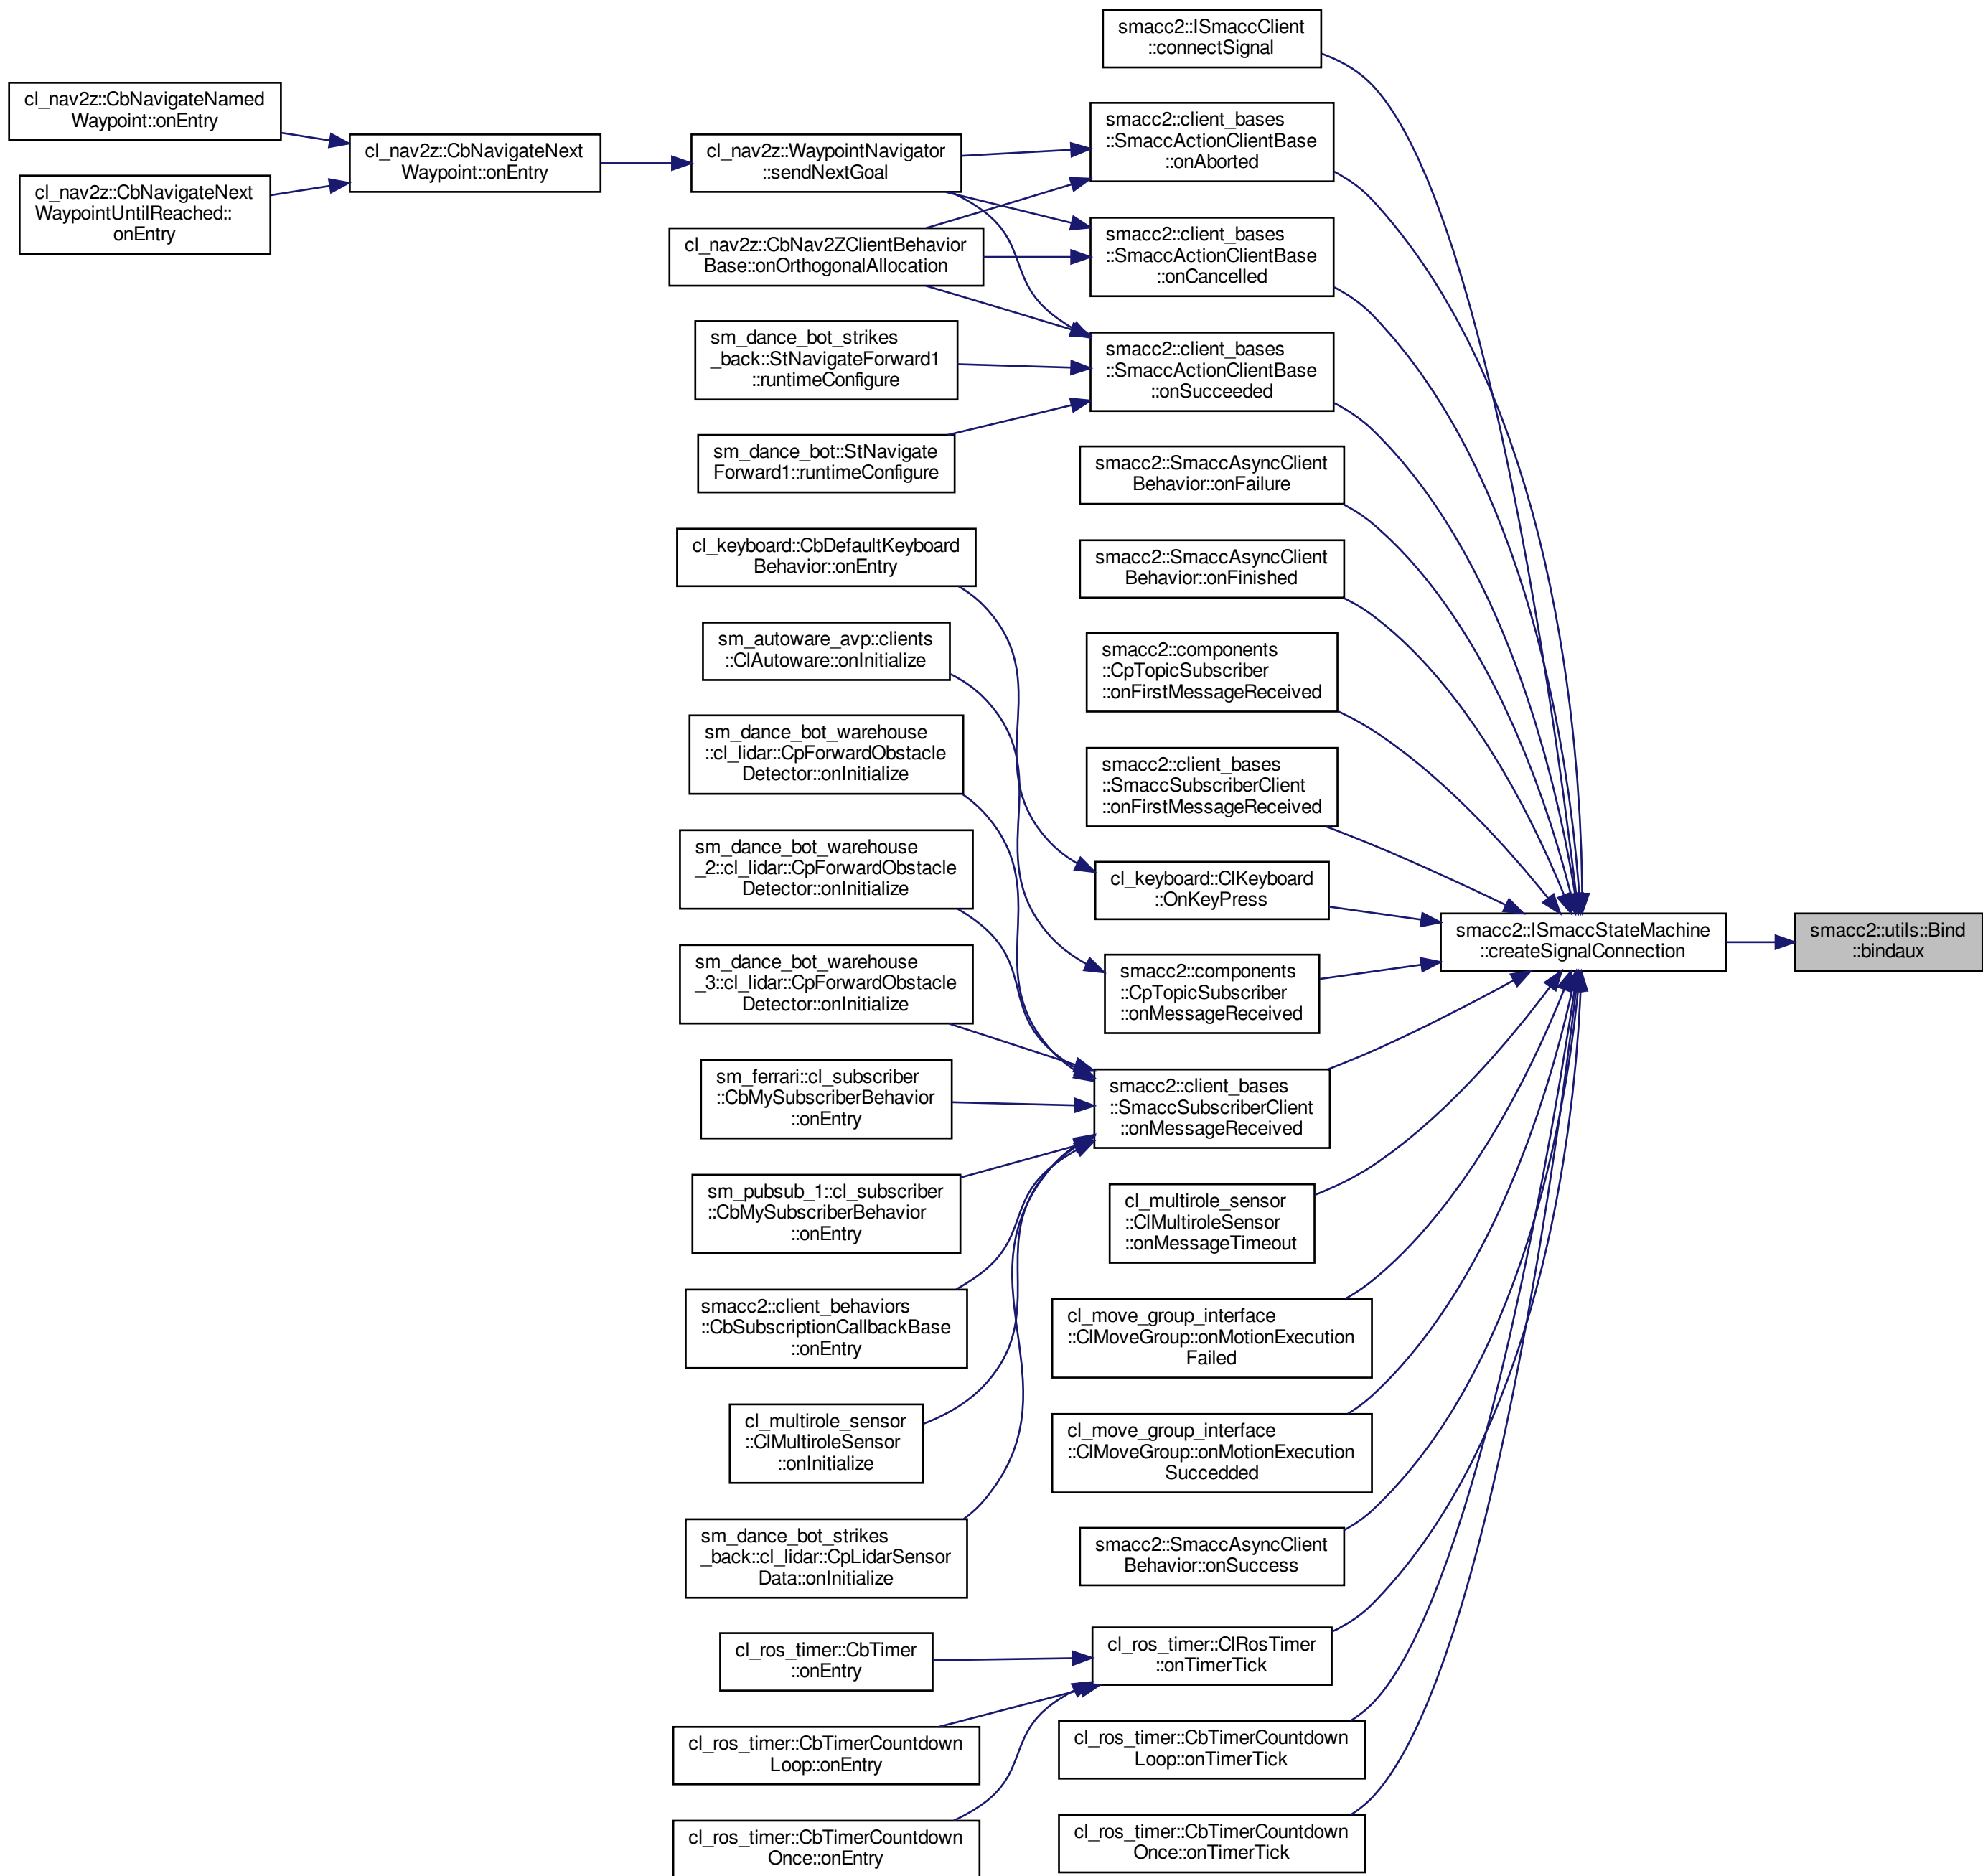 cl_nav2z::CbNavigateNamed
Waypoint::onEntry
cl_nav2z::CbNavigateNext
WaypointUntilReached::
onEntry
cl_nav2z::CbNavigateNext
Waypoint::onEntry
cl_nav2z::WaypointNavigator
::sendNextGoal
cl_nav2z::CbNav2ZClientBehavior
Base::onOrthogonalAllocation
sm_dance_bot_strikes
_back::StNavigateForward1
::runtimeConfigure
sm_dance_bot::StNavigate
Forward1::runtimeConfigure
cl_keyboard::CbDefaultKeyboard
Behavior::onEntry
sm_autoware_avp::clients
::ClAutoware::onInitialize
sm_dance_bot_warehouse
::cl_lidar::CpForwardObstacle
Detector::onInitialize
sm_dance_bot_warehouse
_2::cl_lidar::CpForwardObstacle
Detector::onInitialize
sm_dance_bot_warehouse
_3::cl_lidar::CpForwardObstacle
Detector::onInitialize
sm_ferrari::cl_subscriber
::CbMySubscriberBehavior
::onEntry
sm_pubsub_1::cl_subscriber
::CbMySubscriberBehavior
::onEntry
smacc2::client_behaviors
::CbSubscriptionCallbackBase
::onEntry
cl_multirole_sensor
::ClMultiroleSensor
::onInitialize
sm_dance_bot_strikes
_back::cl_lidar::CpLidarSensor
Data::onInitialize
cl_ros_timer::CbTimer
::onEntry
cl_ros_timer::CbTimerCountdown
Loop::onEntry
cl_ros_timer::CbTimerCountdown
Once::onEntry
smacc2::ISmaccClient
::connectSignal
smacc2::client_bases
::SmaccActionClientBase
::onAborted
smacc2::client_bases
::SmaccActionClientBase
::onCancelled
smacc2::client_bases
::SmaccActionClientBase
::onSucceeded
smacc2::SmaccAsyncClient
Behavior::onFailure
smacc2::SmaccAsyncClient
Behavior::onFinished
smacc2::components
::CpTopicSubscriber
::onFirstMessageReceived
smacc2::client_bases
::SmaccSubscriberClient
::onFirstMessageReceived
cl_keyboard::ClKeyboard
::OnKeyPress
smacc2::components
::CpTopicSubscriber
::onMessageReceived
smacc2::client_bases
::SmaccSubscriberClient
::onMessageReceived
cl_multirole_sensor
::ClMultiroleSensor
::onMessageTimeout
cl_move_group_interface
::ClMoveGroup::onMotionExecution
Failed
cl_move_group_interface
::ClMoveGroup::onMotionExecution
Succedded
smacc2::SmaccAsyncClient
Behavior::onSuccess
cl_ros_timer::ClRosTimer
::onTimerTick
cl_ros_timer::CbTimerCountdown
Loop::onTimerTick
cl_ros_timer::CbTimerCountdown
Once::onTimerTick
smacc2::ISmaccStateMachine
::createSignalConnection
smacc2::utils::Bind
::bindaux